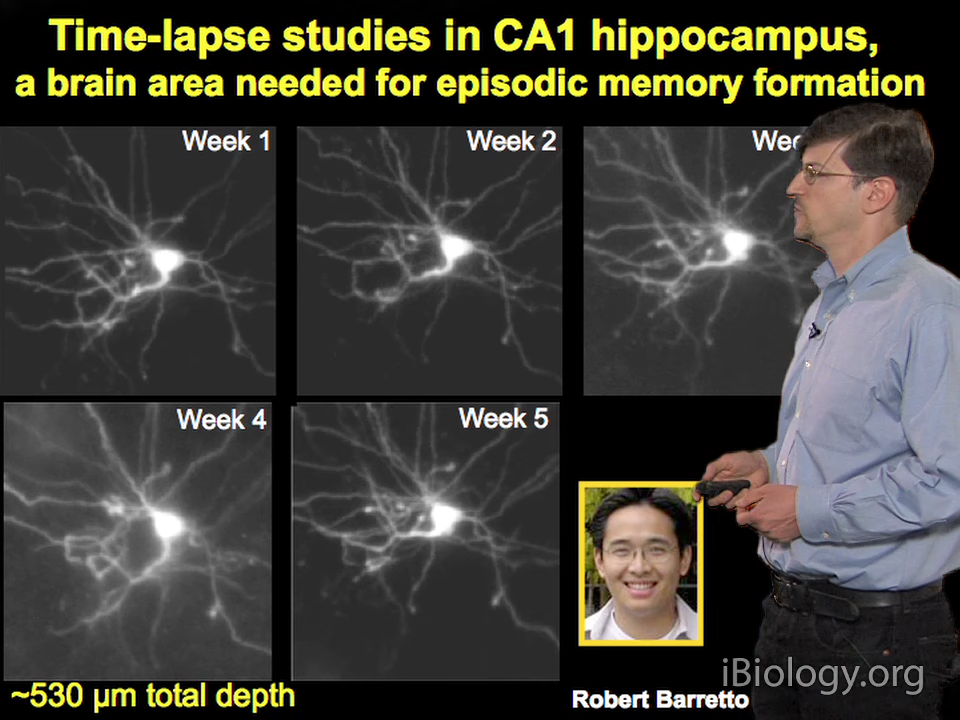 Time-lapse studies in CA1 hippocampus,
a brain area needed for episodic memory formation
Week 1
Week 2
Week 4
Week 5
~530 µm total depth
Robert Barretto
iBiology.org